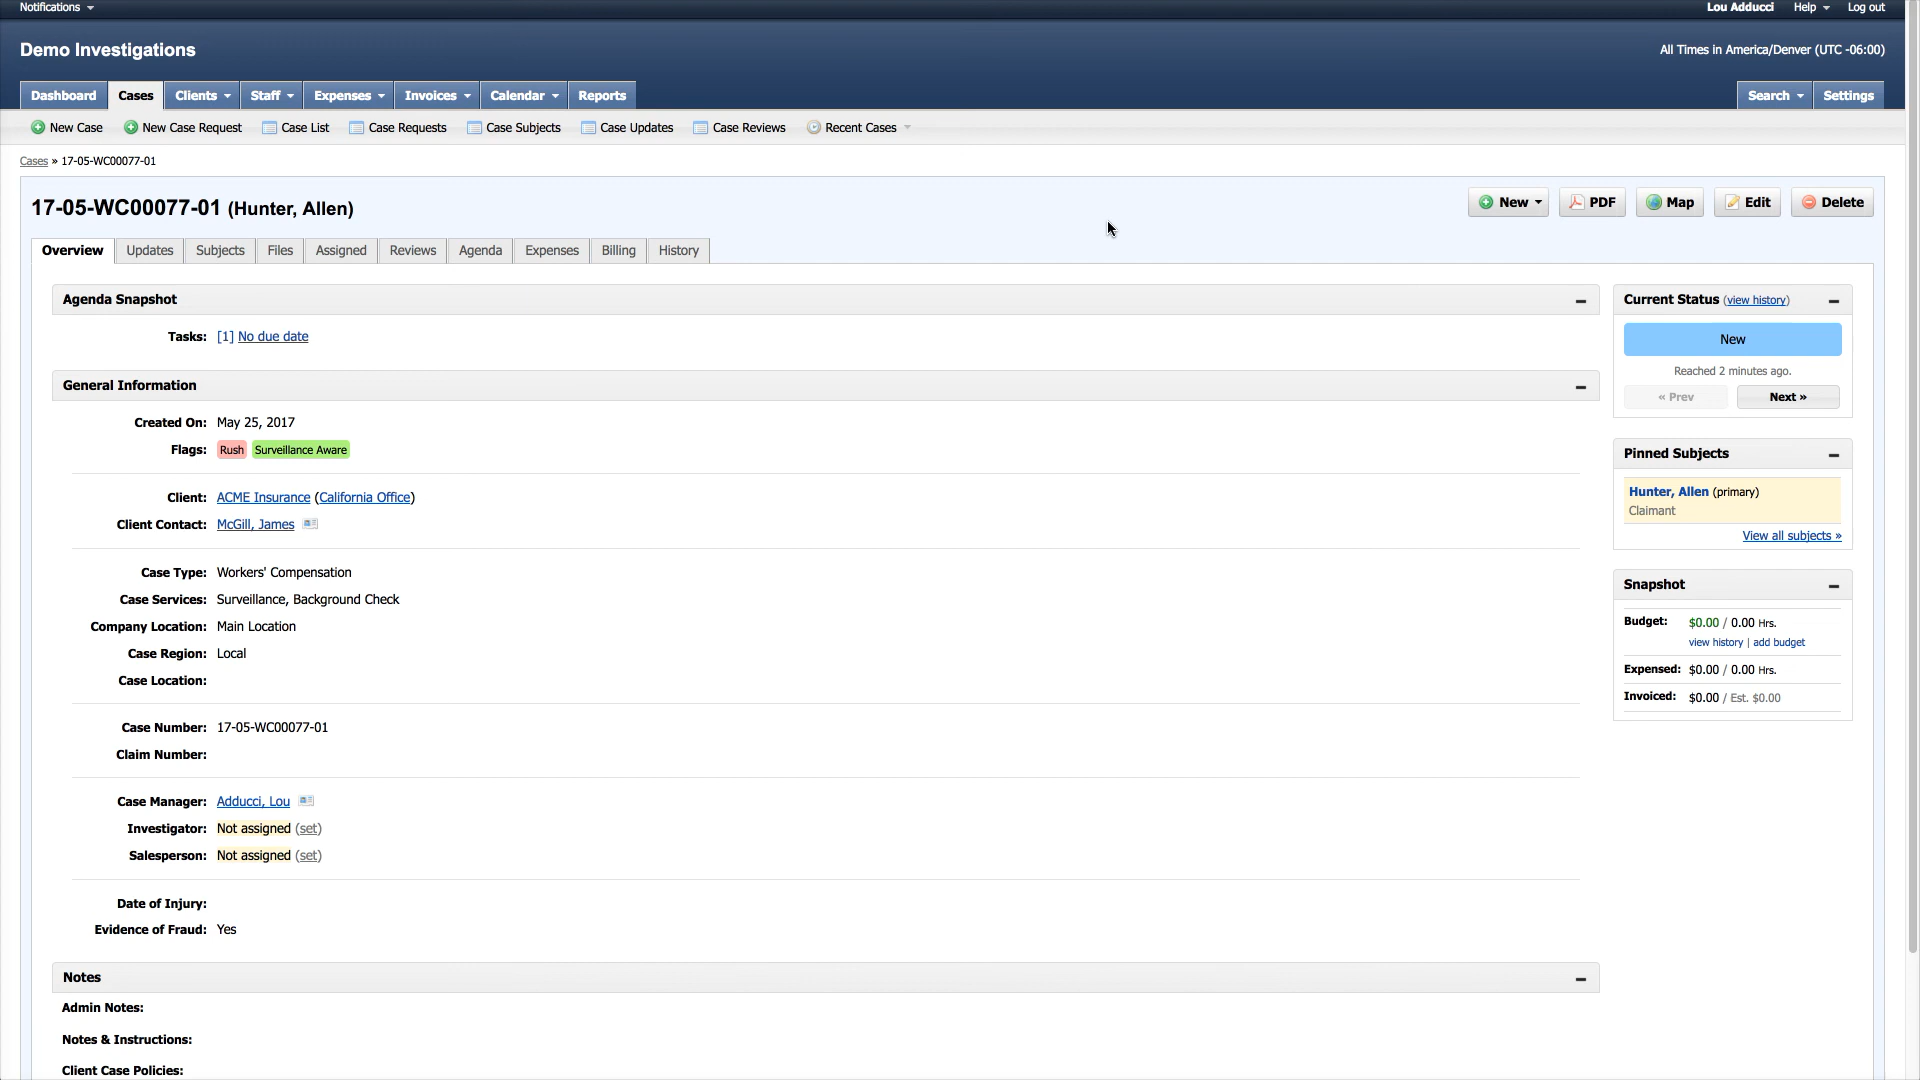 Notifications
Lou Adducci Help Log out
Demo Investigations
All Times in America/Denver (UTC -06:00)
Dashboard Cases Clients Staff Expenses Invoices Calendar Reports Search Settings
New Case New Case Request Case List Case Requests Case Subjects Case Updates Case Reviews Recent Cases
Cases » 17-05-WC00077-01
17-05-WC00077-01 (Hunter, Allen)
New PDF Map Edit Delete
Overview Updates Subjects Files Assigned Reviews Agenda Expenses Billing History
Agenda Snapshot
Tasks: [1] No due date
General Information
Created On: May 25, 2017
Flags: Rush Surveillance Aware
Client: ACME Insurance (California Office)
Client Contact: McGill, James
Case Type: Workers' Compensation
Case Services: Surveillance, Background Check
Company Location: Main Location
Case Region: Local
Case Location:
Case Number: 17-05-WC00077-01
Claim Number:
Case Manager: Adducci, Lou
Investigator: Not assigned (set)
Salesperson: Not assigned (set)
Date of Injury:
Evidence of Fraud: Yes
Notes
Admin Notes:
Notes & Instructions:
Client Case Policies:
Current Status (view history)
New
Reached 2 minutes ago.
« Prev Next »
Pinned Subjects
Hunter, Allen (primary)
Claimant
View all subjects »
Snapshot
Budget: $0.00 / 0.00 Hrs.
view history | add budget
Expensed: $0.00 / 0.00 Hrs.
Invoiced: $0.00 / Est. $0.00